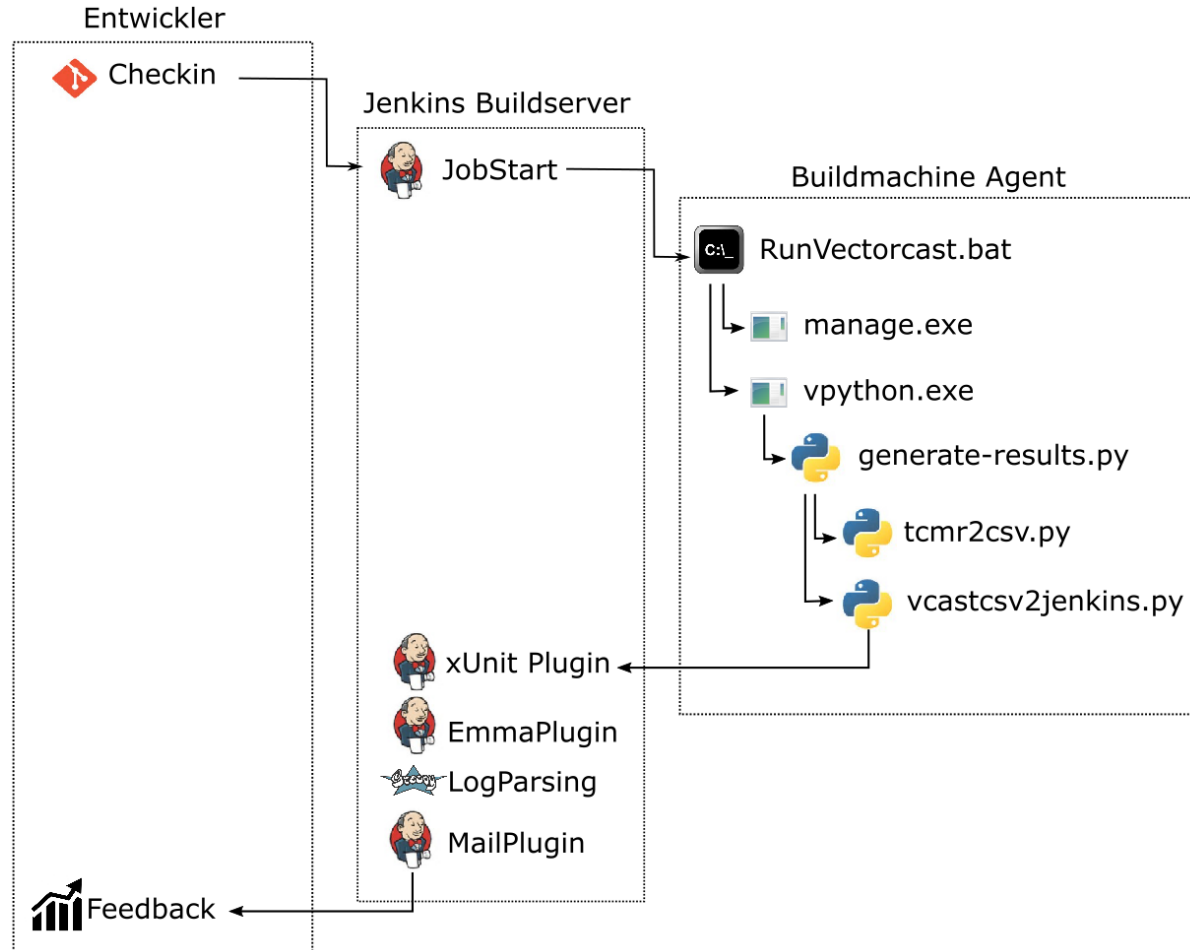 Entwickler
Checkin
Jenkins Buildserver
JobStart
Buildmachine Agent
C:\_
RunVectorcast.bat
manage.exe
vpython.exe
generate-results.py
tcmr2csv.py
vcastcsv2jenkins.py
xUnit Plugin
EmmaPlugin
Groovy
LogParsing
MailPlugin
Feedback